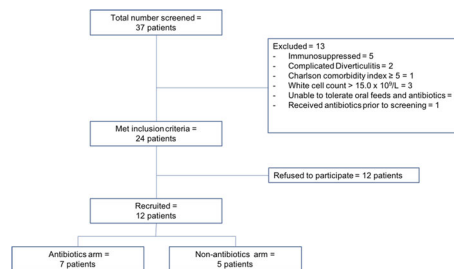 Total number screened =
37 patients
Excluded = 13
- Immunosuppressed = 5
- Complicated Diverticulitis = 2
- Charlson comorbidity index ≥ 5 = 1
- White cell count > 15.0 x 10⁹/L = 3
- Unable to tolerate oral feeds and antibiotics =
- Received antibiotics prior to screening = 1
Met inclusion criteria =
24 patients
Refused to participate = 12 patients
Recruited =
12 patients
Antibiotics arm =
7 patients
Non-antibiotics arm =
5 patients